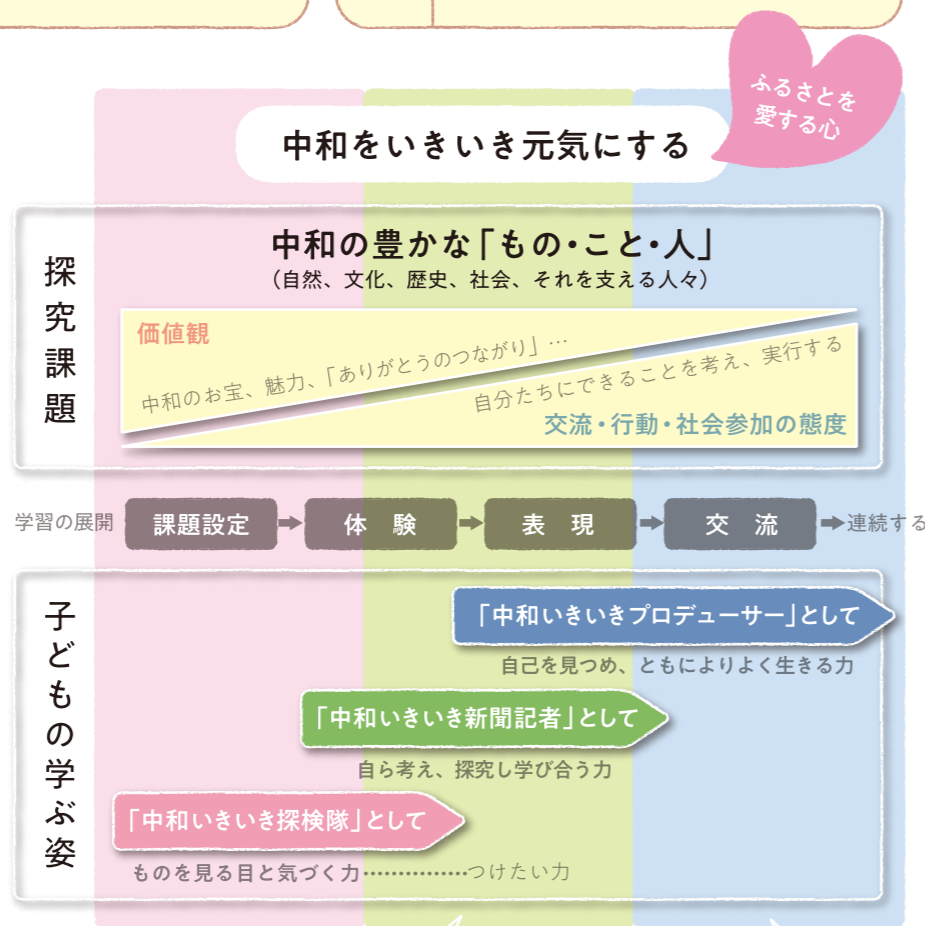 ふるさとを
愛する心
中和をいきいき元気にする
探究課題
中和の豊かな「もの・こと・人」
（自然、文化、歴史、社会、それを支える人々）
価値観
中和のお宝、魅力、「ありがとうのつながり」…
自分たちにできることを考え、実行する
交流・行動・社会参加の態度
学習の展開 課題設定 体　験 表　現 交　流 連続する
子どもの学ぶ姿
「中和いきいきプロデューサー」として
自己を見つめ、ともによりよく生きる力
「中和いきいき新聞記者」として
自ら考え、探究し学び合う力
「中和いきいき探検隊」として
ものを見る目と気づく力……………つけたい力